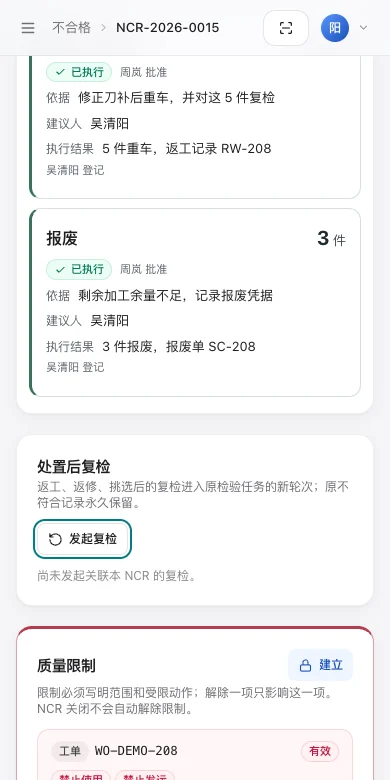 不合格 > NCR-2026-0015 阳
已执行 周岚 批准
依据 修正刀补后重车，并对这 5 件复检
建议人 吴清阳
执行结果 5 件重车，返工记录 RW-208
吴清阳 登记
报废 3 件
已执行 周岚 批准
依据 剩余加工余量不足，记录报废凭据
建议人 吴清阳
执行结果 3 件报废，报废单 SC-208
吴清阳 登记
处置后复检
返工、返修、挑选后的复检进入原检验任务的新轮次；原不
符合记录永久保留。
发起复检
尚未发起关联本 NCR 的复检。
质量限制 建立
限制必须写明范围和受限动作；解除一项只影响这一项。
NCR 关闭不会自动解除限制。
工单 WO-DEMO-208 有效
禁止使用 禁止发运